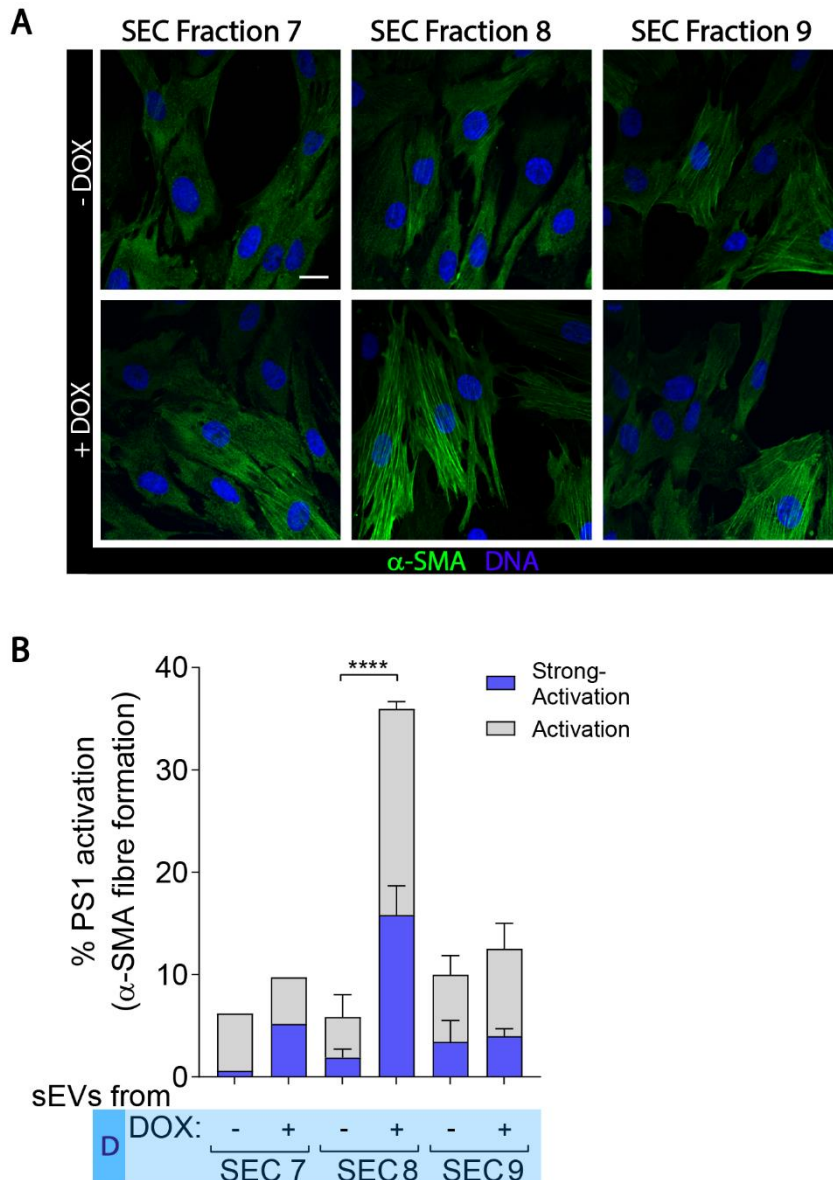 A
SEC Fraction 7 SEC Fraction 8 SEC Fraction 9
- DOX
+ DOX
α-SMA DNA
B
% PS1 activation
(α-SMA fibre formation)
40
30
20
10
0
****
Strong-
Activation
Activation
sEVs from
D DOX: - + - + - +
SEC 7 SEC 8 SEC 9